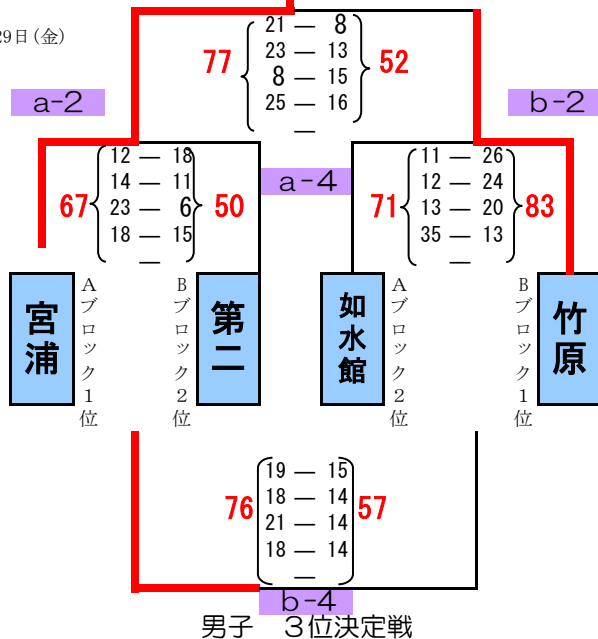 29日(金)
21 — 8
23 — 13
8 — 15
25 — 16
—
77
52
a-2
b-2
12 — 18
14 — 11
23 — 6
18 — 15
—
67
50
a-4
11 — 26
12 — 24
13 — 20
35 — 13
—
71
83
宮浦
Aブロック1位
Bブロック2位
第二
如水館
Aブロック2位
Bブロック1位
竹原
19 — 15
18 — 14
21 — 14
18 — 14
—
76
57
b-4
男子 3位決定戦